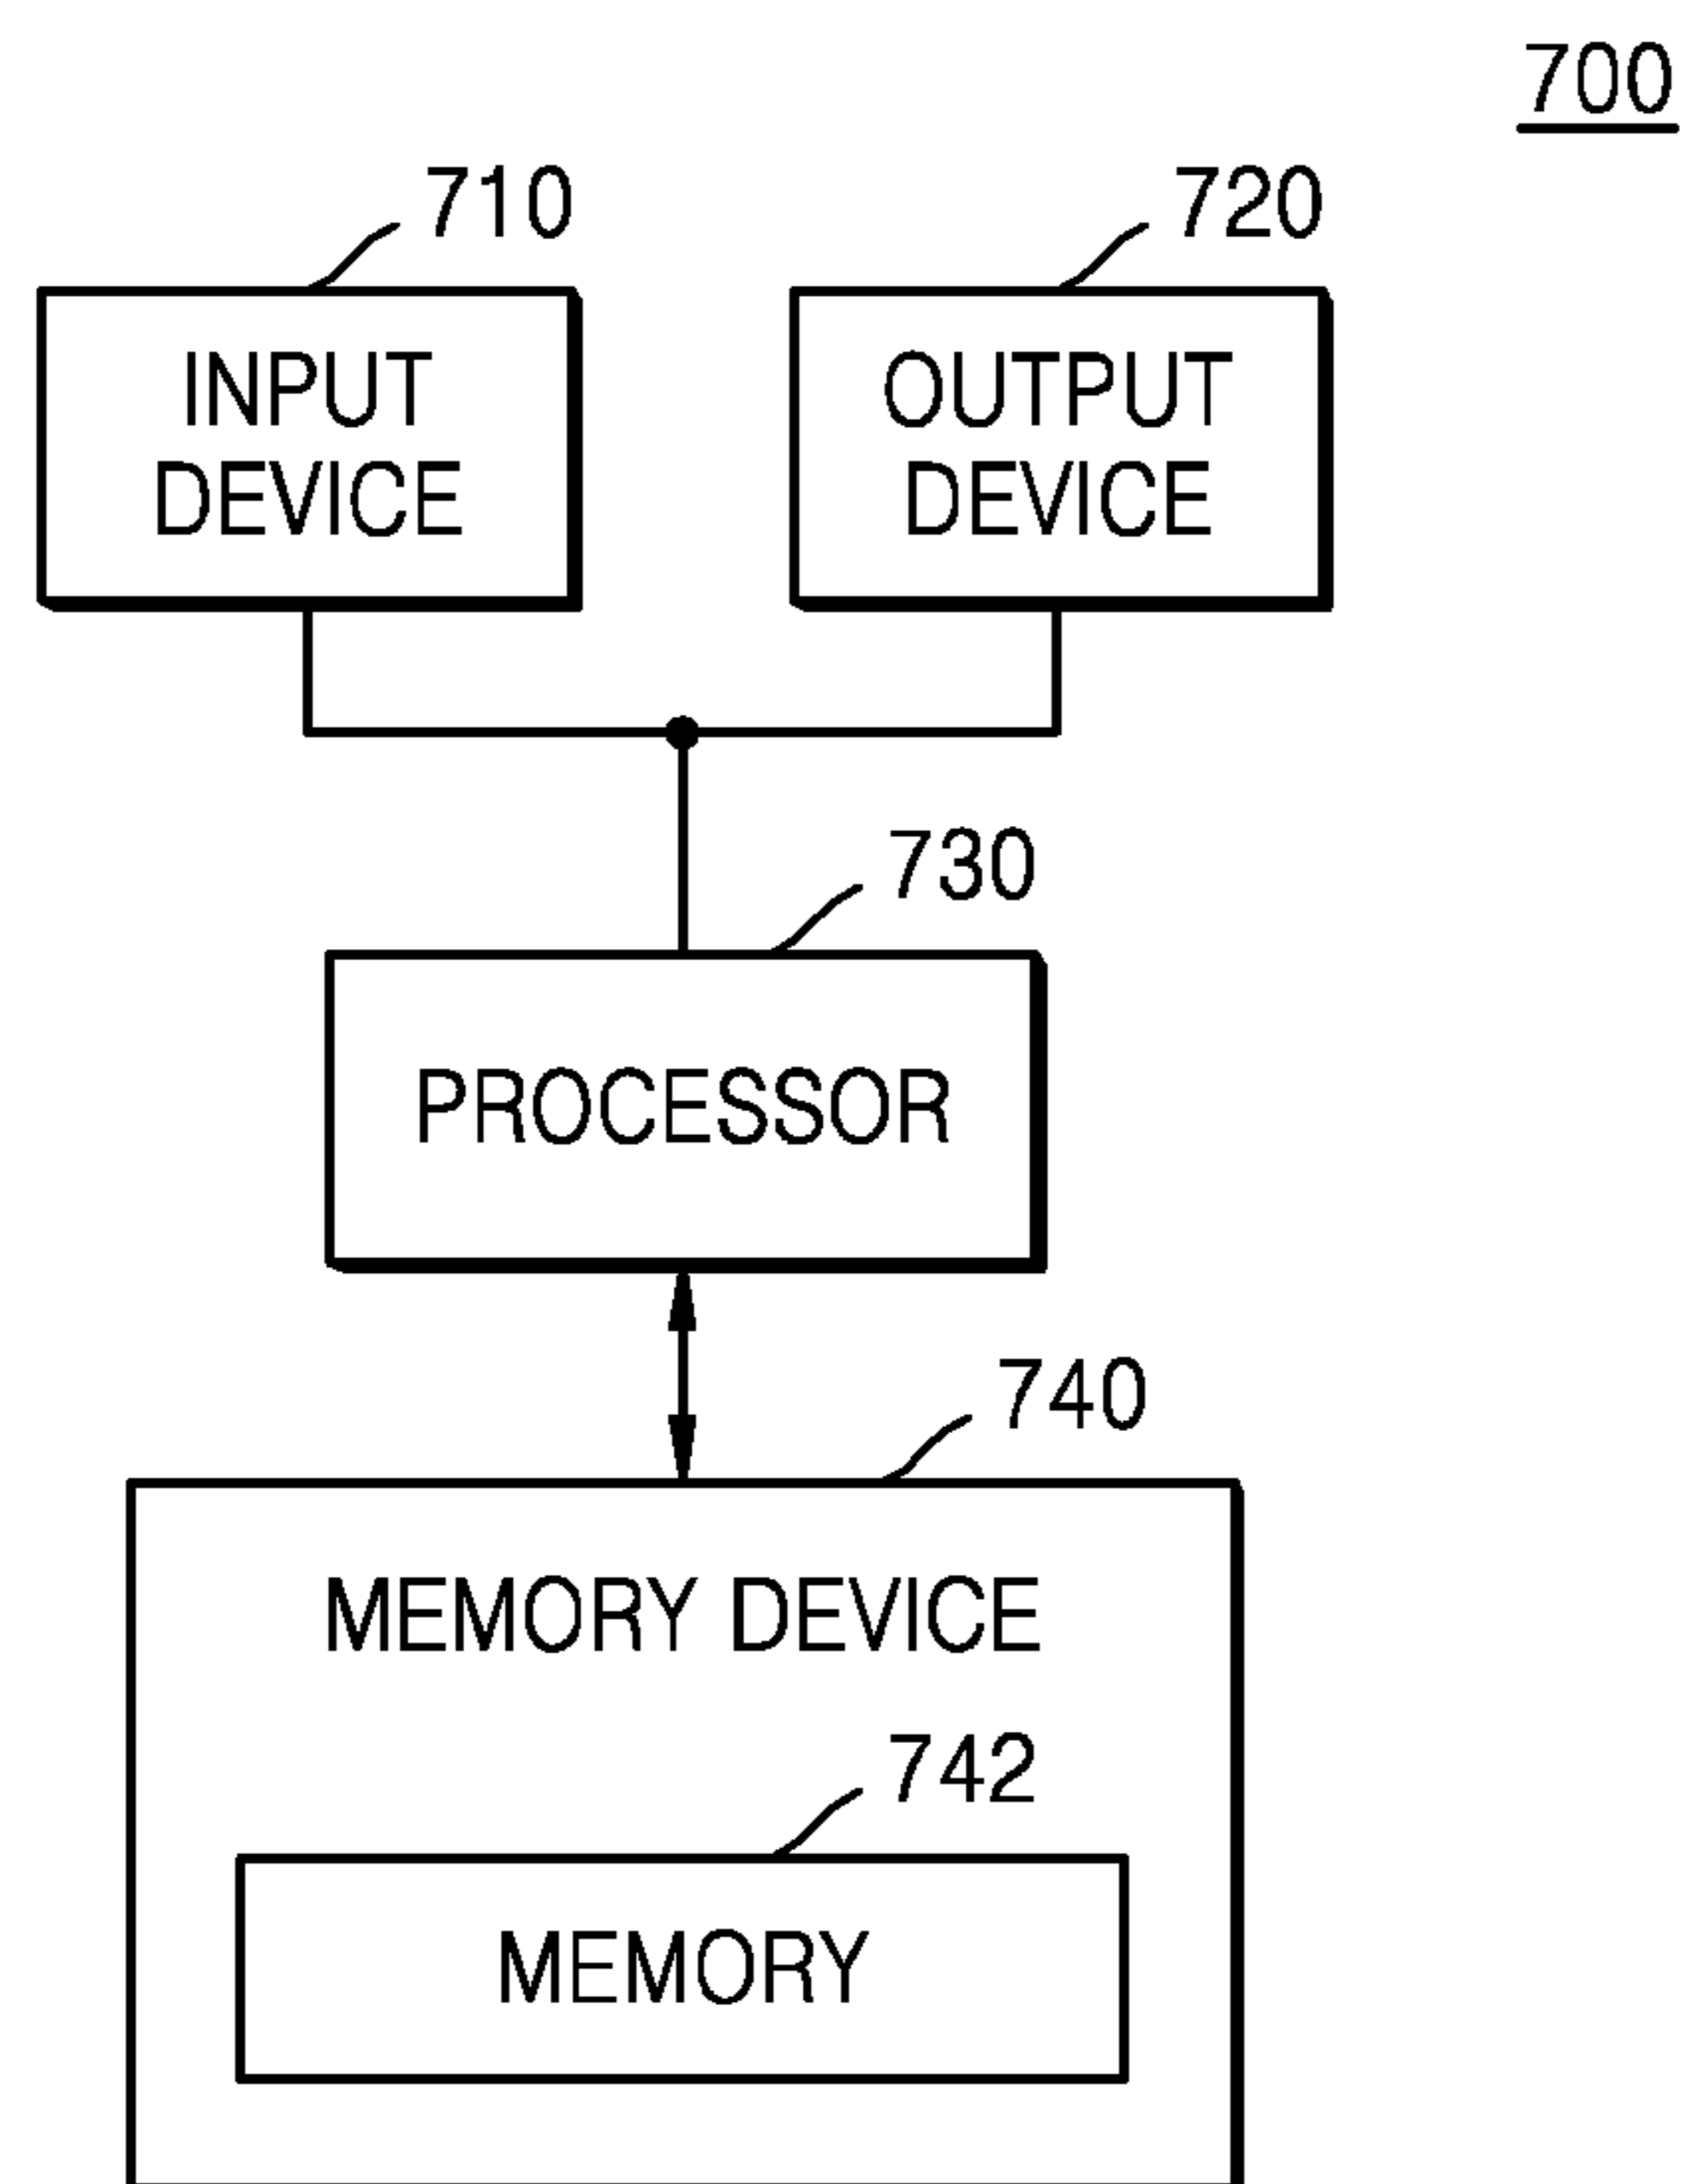 700
710
720
INPUT
DEVICE
OUTPUT
DEVICE
730
PROCESSOR
740
MEMORY DEVICE
742
MEMORY